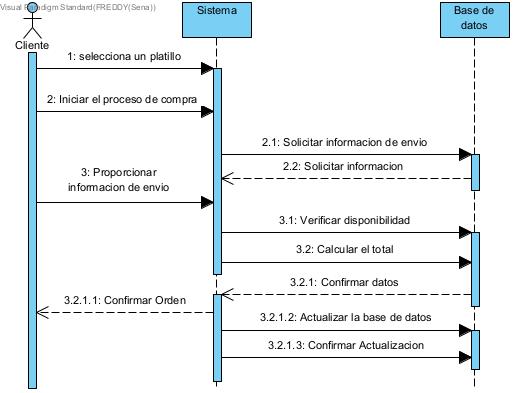 Visual Paradigm Standard(FREDDY(Sena))
Sistema
Base de
datos
Cliente
1: selecciona un platillo
2: Iniciar el proceso de compra
2.1: Solicitar informacion de envio
2.2: Solicitar informacion
3: Proporcionar
informacion de envio
3.1: Verificar disponibilidad
3.2: Calcular el total
3.2.1: Confirmar datos
3.2.1.1: Confirmar Orden
3.2.1.2: Actualizar la base de datos
3.2.1.3: Confirmar Actualizacion